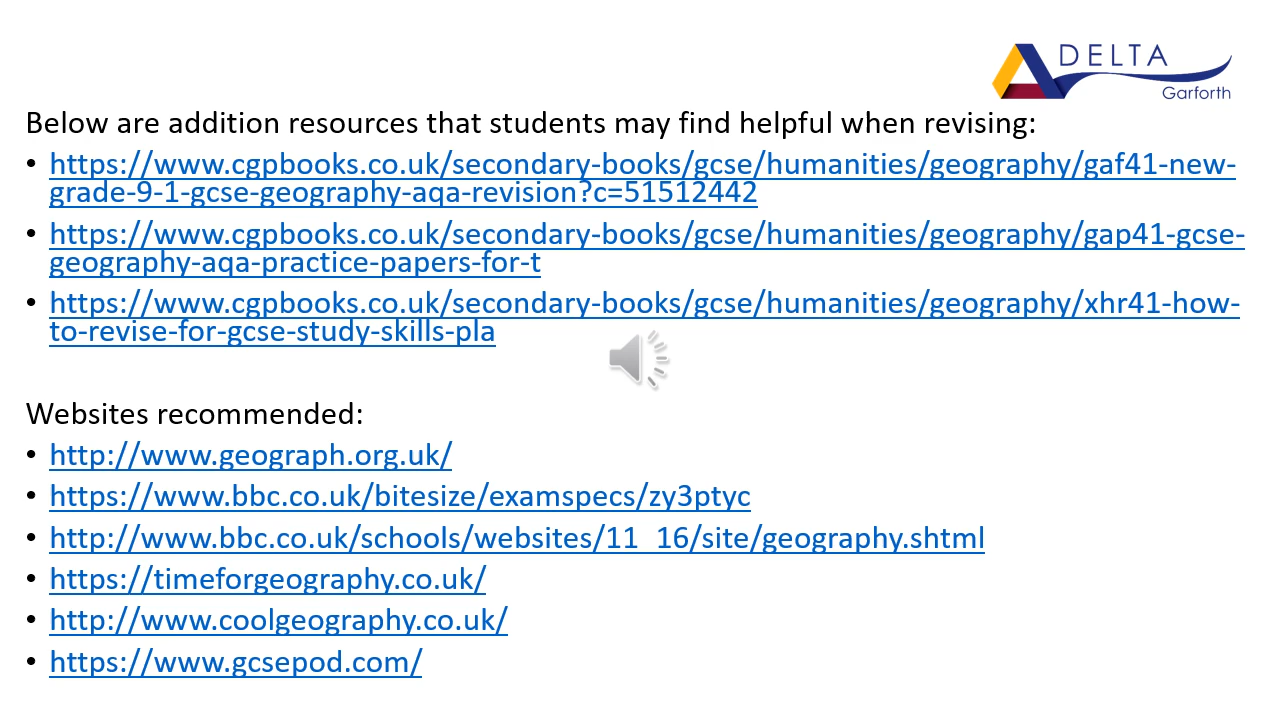 DELTA
Garforth
Below are addition resources that students may find helpful when revising:
• https://www.cgpbooks.co.uk/secondary-books/gcse/humanities/geography/gaf41-new-
grade-9-1-gcse-geography-aqa-revision?c=51512442
• https://www.cgpbooks.co.uk/secondary-books/gcse/humanities/geography/gap41-gcse-
geography-aqa-practice-papers-for-t
• https://www.cgpbooks.co.uk/secondary-books/gcse/humanities/geography/xhr41-how-
to-revise-for-gcse-study-skills-pla
Websites recommended:
• http://www.geograph.org.uk/
• https://www.bbc.co.uk/bitesize/examspecs/zy3ptyc
• http://www.bbc.co.uk/schools/websites/11_16/site/geography.shtml
• https://timeforgeography.co.uk/
• http://www.coolgeography.co.uk/
• https://www.gcsepod.com/